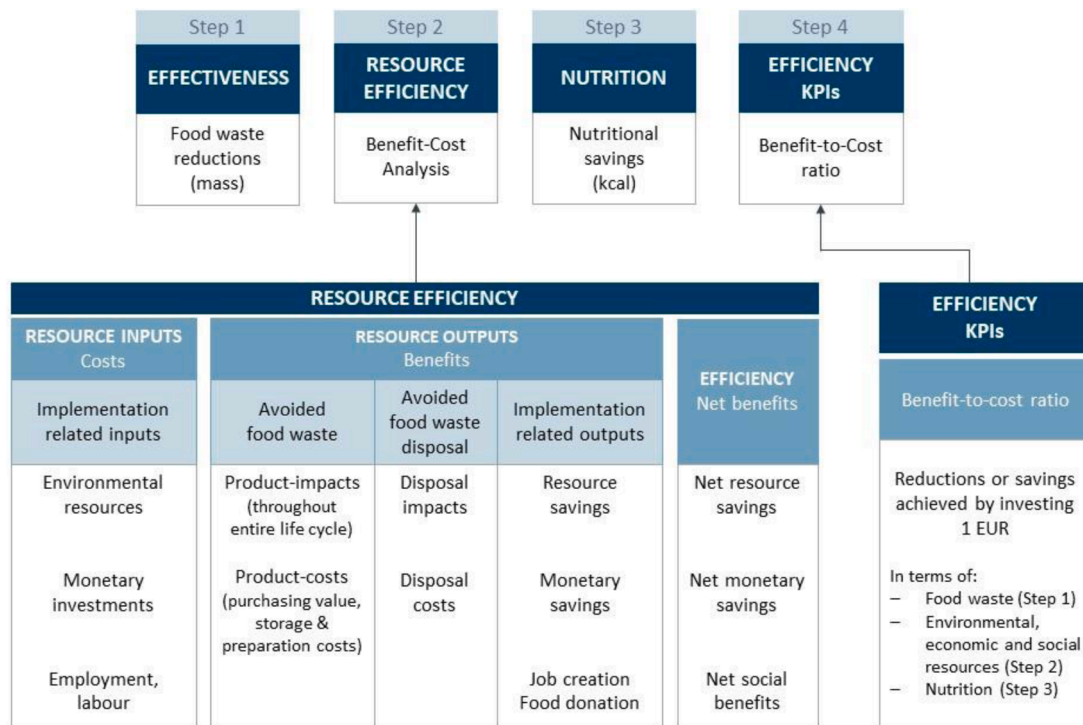 Step 1
EFFECTIVENESS
Food waste
reductions
(mass)
Step 2
RESOURCE
EFFICIENCY
Benefit-Cost
Analysis
Step 3
NUTRITION
Nutritional
savings
(kcal)
Step 4
EFFICIENCY
KPIs
Benefit-to-Cost
ratio
RESOURCE EFFICIENCY
RESOURCE INPUTS
Costs
Implementation
related inputs
Environmental
resources
Monetary
investments
Employment,
labour
RESOURCE OUTPUTS
Benefits
Avoided
food waste
Product-impacts
(throughout
entire life cycle)
Product-costs
(purchasing value,
storage &
preparation costs)
Avoided
food waste
disposal
Disposal
impacts
Disposal
costs
Implementation
related outputs
Resource
savings
Monetary
savings
Job creation
Food donation
EFFICIENCY
Net benefits
Net resource
savings
Net monetary
savings
Net social
benefits
EFFICIENCY
KPIs
Benefit-to-cost ratio
Reductions or savings
achieved by investing
1 EUR
In terms of:
– Food waste (Step 1)
– Environmental,
economic and social
resources (Step 2)
– Nutrition (Step 3)